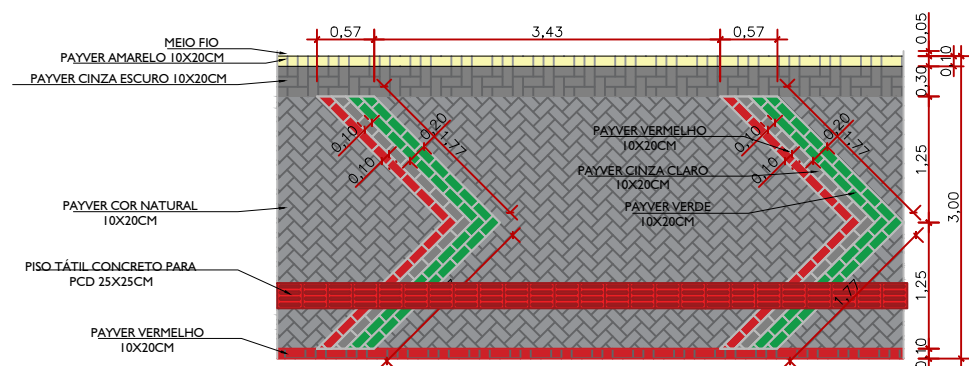 0,57
3,43
0,57
0,05
MEIO FIO
PAYVER AMARELO 10X20CM
0,10
PAYVER CINZA ESCURO 10X20CM
0,30
0,10
0,20
1,77
0,10
0,10
0,20
1,77
0,10
PAYVER VERMELHO
10X20CM
PAYVER CINZA CLARO
10X20CM
PAYVER VERDE
10X20CM
1,25
3,00
PAYVER COR NATURAL
10X20CM
PISO TÁTIL CONCRETO PARA
PCD 25X25CM
1,77
1,25
PAYVER VERMELHO
10X20CM
0,10